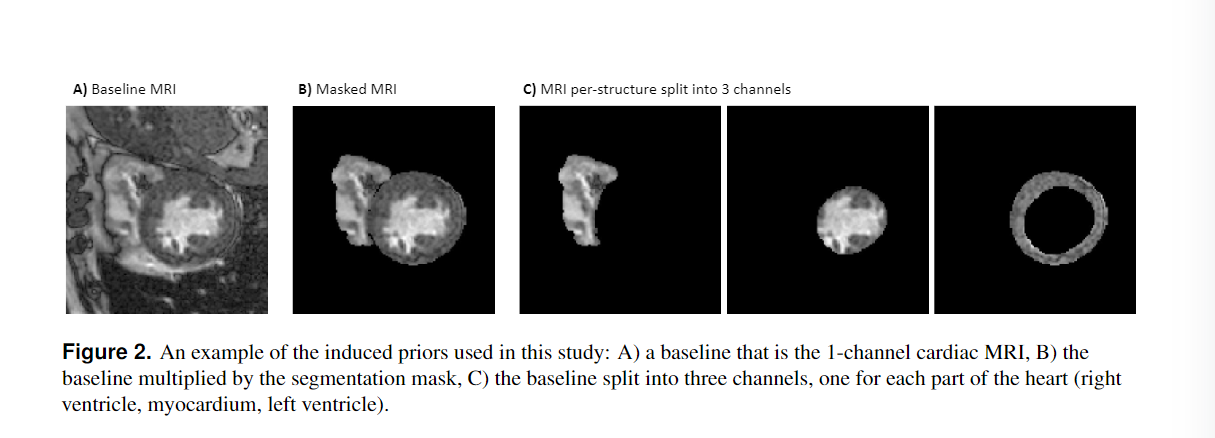 A) Baseline MRI
B) Masked MRI
C) MRI per-structure split into 3 channels
Figure 2. An example of the induced priors used in this study: A) a baseline that is the 1-channel cardiac MRI, B) the
baseline multiplied by the segmentation mask, C) the baseline split into three channels, one for each part of the heart (right
ventricle, myocardium, left ventricle).